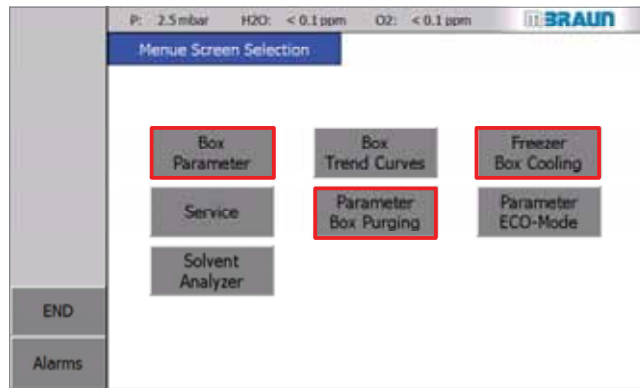 P: 2.5 mbar H2O: < 0.1 ppm O2: < 0.1 ppm BRAUN
Menue Screen Selection
Box
Parameter
Box
Trend Curves
Freezer
Box Cooling
Service
Parameter
Box Purging
Parameter
ECO-Mode
Solvent
Analyzer
END
Alarms